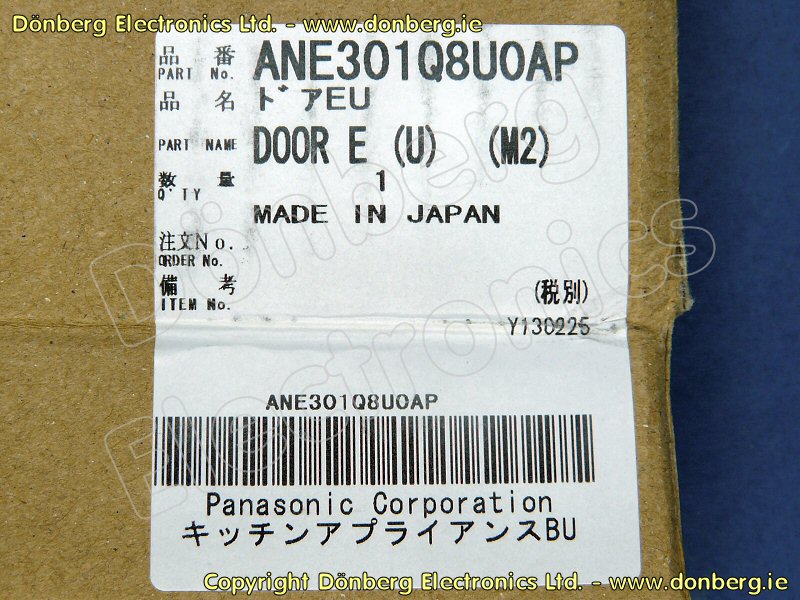 Dönberg Electronics Ltd. - www.donberg.ie
品 番 ANE301Q8U0AP
PART No.
品 名 ドアEU
PART NAME DOOR E (U) (M2)
数 量 1
Q'TY
MADE IN JAPAN
注文No.
ORDER No.
備 考 (税別)
ITEM No.
Y130225
ANE301Q8U0AP
Panasonic Corporation
キッチンアプライアンスBU
Dönberg
Electronics
Copyright Dönberg Electronics Ltd. - www.donberg.ie